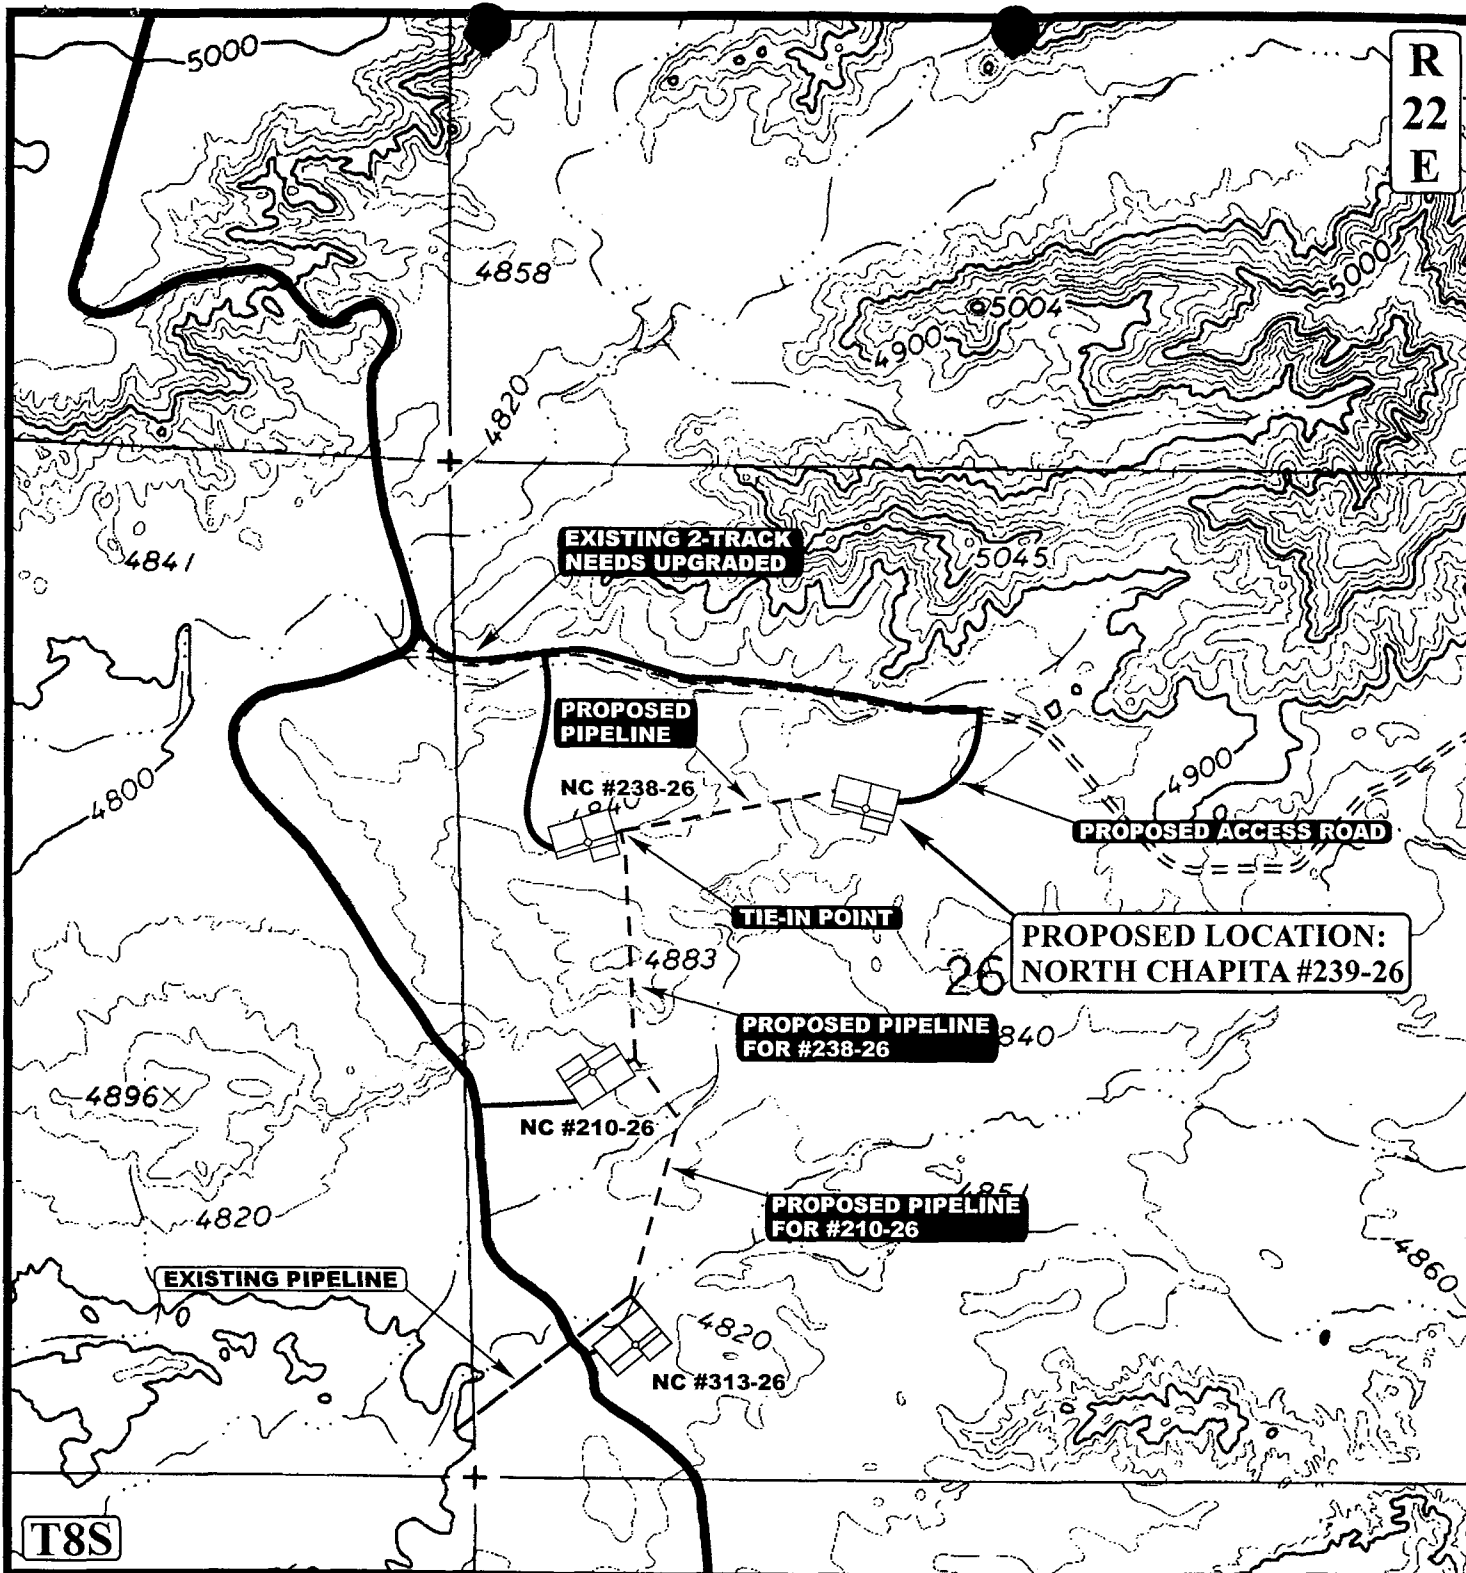 5000
R
22
E
4858
5000
5004
4900
4820
EXISTING 2-TRACK
NEEDS UPGRADED
4841
5045
PROPOSED
PIPELINE
4900
4800
NC #238-26
4840
PROPOSED ACCESS ROAD
TIE-IN POINT
PROPOSED LOCATION:
NORTH CHAPITA #239-26
4883
26
PROPOSED PIPELINE
FOR #238-26
840
4896
NC #210-26
4851
PROPOSED PIPELINE
FOR #210-26
4820
4860
EXISTING PIPELINE
4820
NC #313-26
T8S